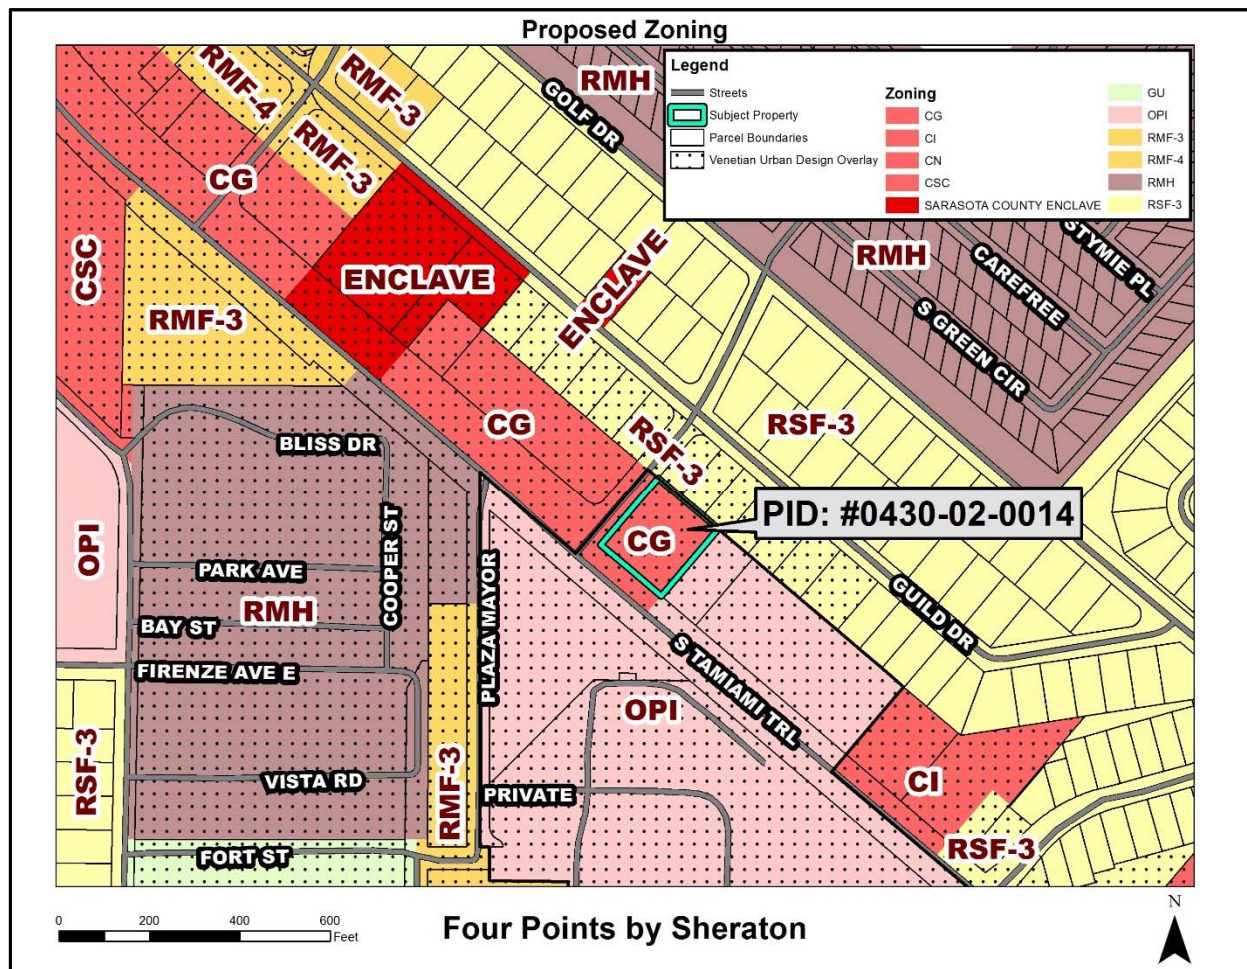 Proposed Zoning
Legend
Streets
Subject Property
Parcel Boundaries
Venetian Urban Design Overlay
Zoning
CG
CI
CN
CSC
SARASOTA COUNTY ENCLAVE
GU
OPI
RMF-3
RMF-4
RMH
RSF-3
RMF-4
RMF-3
RMH
GOLF DR
RMF-3
CG
CSC
ENCLAVE
ENCLAVE
RMH
CAREFREE
STYMIE PL
S GREEN CIR
RMF-3
CG
RSF-3
RSF-3
BLISS DR
PID: #0430-02-0014
CG
OPI
COOPER ST
PARK AVE
RMH
BAY ST
FIRENZE AVE E
PLAZA MAYOR
GUILD DR
S TAMIAMI TRL
OPI
RSF-3
VISTA RD
RMF-3
PRIVATE
CI
RSF-3
FORT ST
0 200 400 600
Feet
Four Points by Sheraton
N